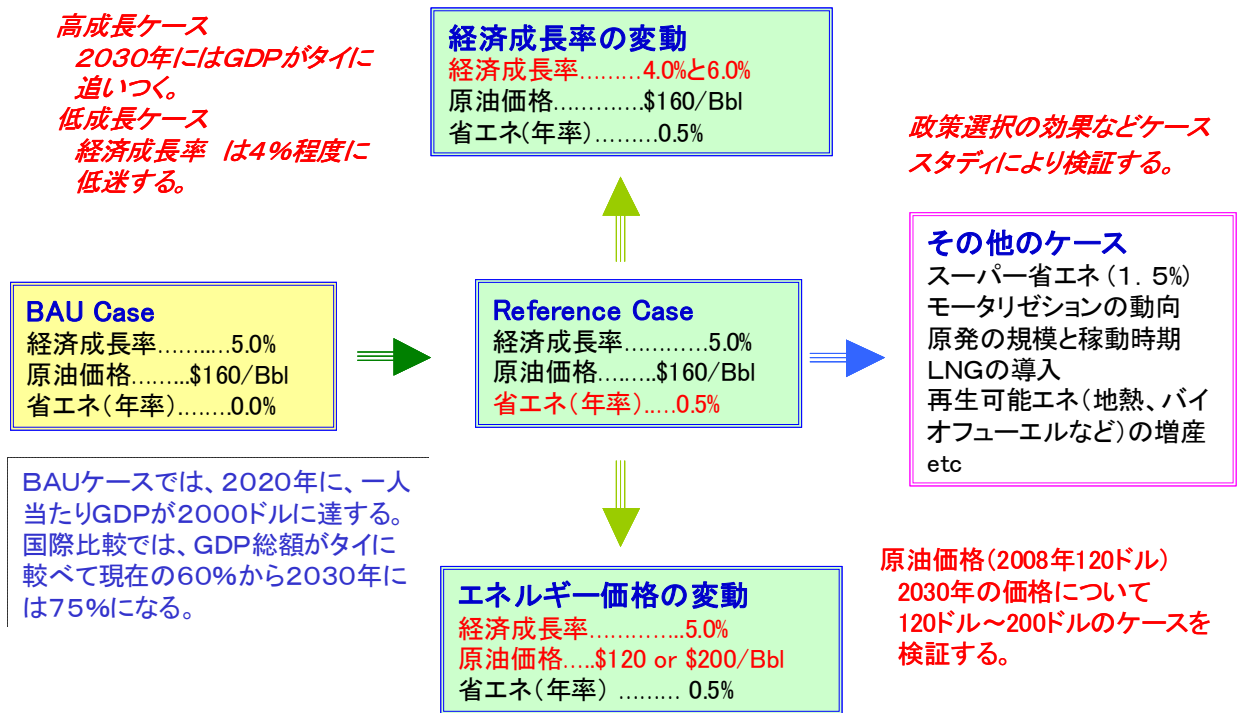 高成長ケース
2030年にはGDPがタイに
追いつく。
低成長ケース
経済成長率 は4%程度に
低迷する。
経済成長率の変動
経済成長率………4.0%と6.0%
原油価格………….$160/Bbl
省エネ(年率)………0.5%
政策選択の効果などケース
スタディにより検証する。
BAU Case
経済成長率……..…5.0%
原油価格……...$160/Bbl
省エネ(年率)…….0.0%
Reference Case
経済成長率…………5.0%
原油価格……...$160/Bbl
省エネ(年率)..…0.5%
その他のケース
スーパー省エネ(1.5%)
モータリゼションの動向
原発の規模と稼動時期
LNGの導入
再生可能エネ(地熱、バイ
オフューエルなど)の増産
etc
BAUケースでは、2020年に、一人
当たりGDPが2000ドルに達する。
国際比較では、GDP総額がタイに
較べて現在の60%から2030年に
は75%になる。
エネルギー価格の変動
経済成長率…………..5.0%
原油価格…..$120 or $200/Bbl
省エネ(年率) ……… 0.5%
原油価格(2008年120ドル)
2030年の価格について
120ドル~200ドルのケースを
検証する。